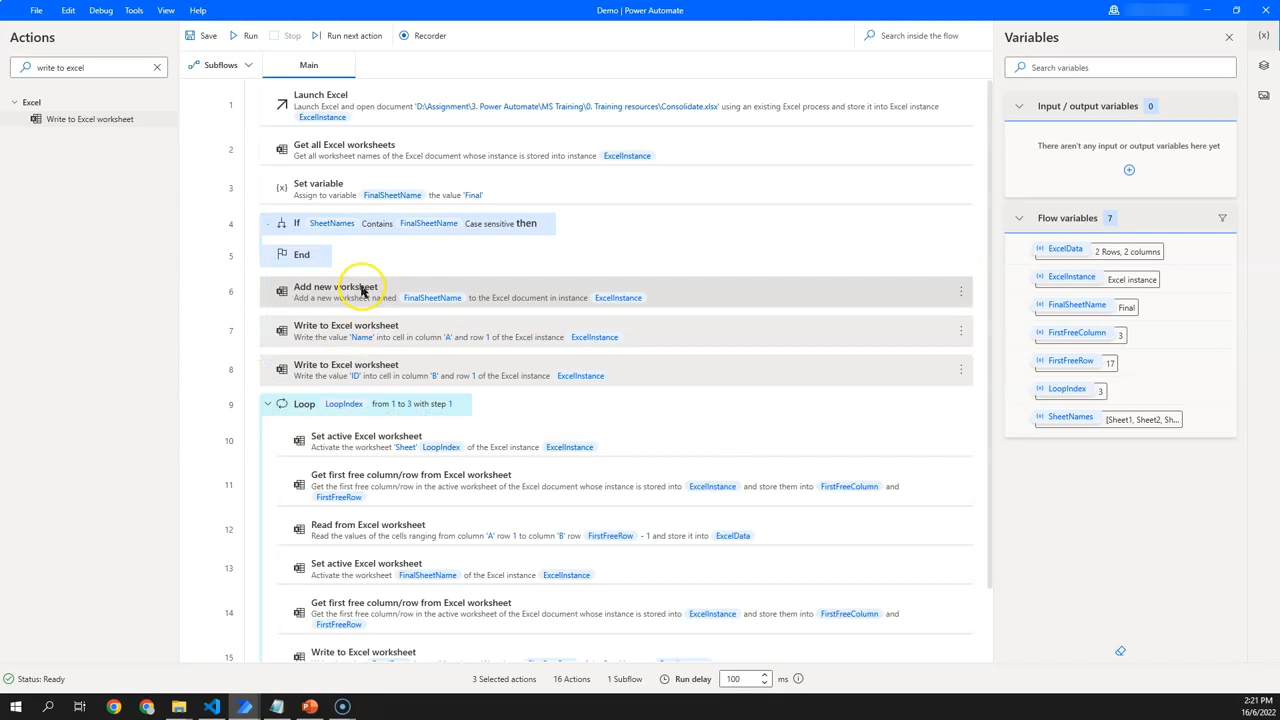 File Edit Debug Tools View Help
Demo | Power Automate
Actions
write to excel
Excel
Write to Excel worksheet
Save Run Stop Run next action Recorder
Search inside the flow
Subflows
Main
1
Launch Excel
Launch Excel and open document 'D:\Assignment\3. Power Automate\MS Training\0. Training resources\Consolidate.xlsx' using an existing Excel process and store it into Excel instance
ExcelInstance
2
Get all Excel worksheets
Get all worksheet names of the Excel document whose instance is stored into instance ExcelInstance
3
{x}
Set variable
Assign to variable FinalSheetName the value 'Final'
4
If SheetNames Contains FinalSheetName Case sensitive then
5
End
6
Add new worksheet
Add a new worksheet named FinalSheetName to the Excel document in instance ExcelInstance
7
Write to Excel worksheet
Write the value 'Name' into cell in column 'A' and row 1 of the Excel instance ExcelInstance
8
Write to Excel worksheet
Write the value 'ID' into cell in column 'B' and row 1 of the Excel instance ExcelInstance
9
Loop LoopIndex from 1 to 3 with step 1
10
Set active Excel worksheet
Activate the worksheet 'Sheet' LoopIndex of the Excel instance ExcelInstance
11
Get first free column/row from Excel worksheet
Get the first free column/row in the active worksheet of the Excel document whose instance is stored into ExcelInstance and store them into FirstFreeColumn and
FirstFreeRow
12
Read from Excel worksheet
Read the values of the cells ranging from column 'A' row 1 to column 'B' row FirstFreeRow - 1 and store it into ExcelData
13
Set active Excel worksheet
Activate the worksheet FinalSheetName of the Excel instance ExcelInstance
14
Get first free column/row from Excel worksheet
Get the first free column/row in the active worksheet of the Excel document whose instance is stored into ExcelInstance and store them into FirstFreeColumn and
FirstFreeRow
15
Write to Excel worksheet
Variables
{x}
Search variables
Input / output variables 0
There aren't any input or output variables here yet
Flow variables 7
(x) ExcelData 2 Rows, 2 columns
(x) ExcelInstance Excel instance
(x) FinalSheetName Final
(x) FirstFreeColumn 3
(x) FirstFreeRow 17
(x) LoopIndex 3
(x) SheetNames [Sheet1, Sheet2, Sh...
Status: Ready
3 Selected actions 16 Actions 1 Subflow Run delay 100 ms
2:21 PM
16/6/2022